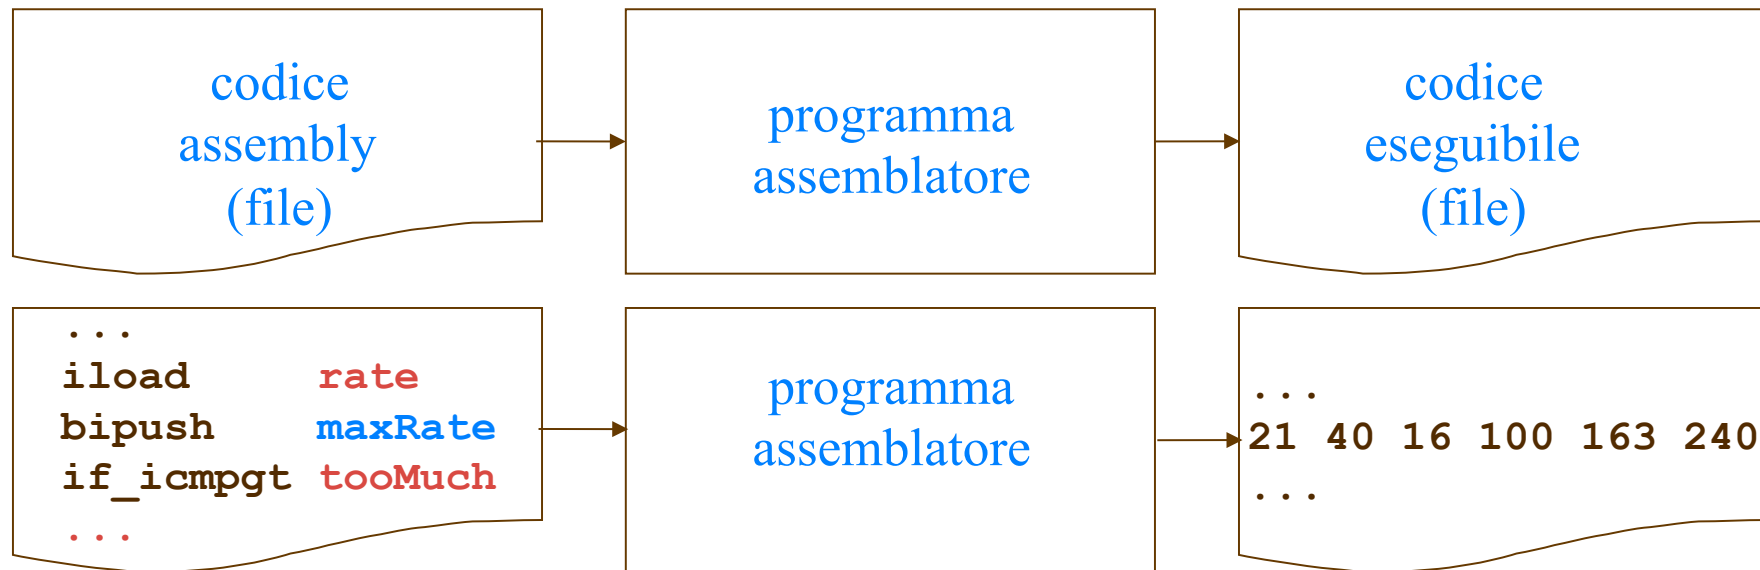 codice
assembly
(file)
programma
assemblatore
codice
eseguibile
(file)
...
iload rate
bipush maxRate
if_icmpgt tooMuch
...
programma
assemblatore
...
21 40 16 100 163 240
...